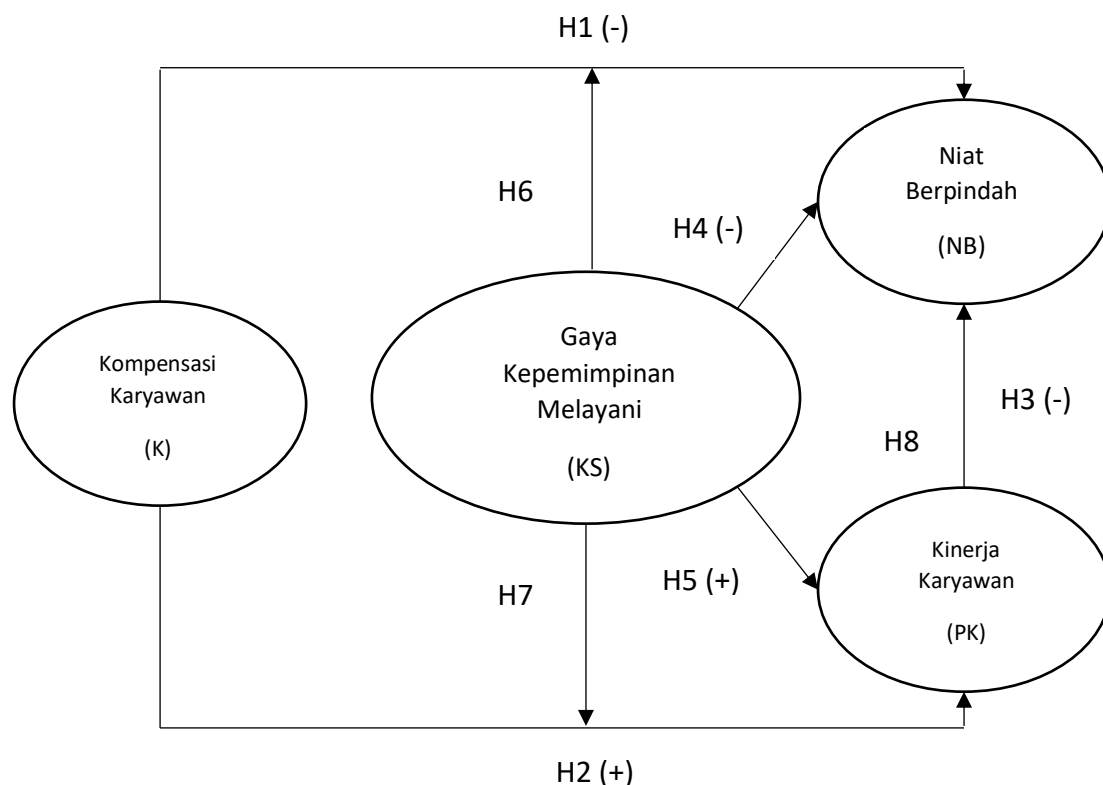 H1 (-)
Niat
Berpindah
(NB)
H6
H4 (-)
Gaya
Kepemimpinan
Melayani
(KS)
Kompensasi
Karyawan
(K)
H3 (-)
H8
Kinerja
Karyawan
(PK)
H5 (+)
H7
H2 (+)